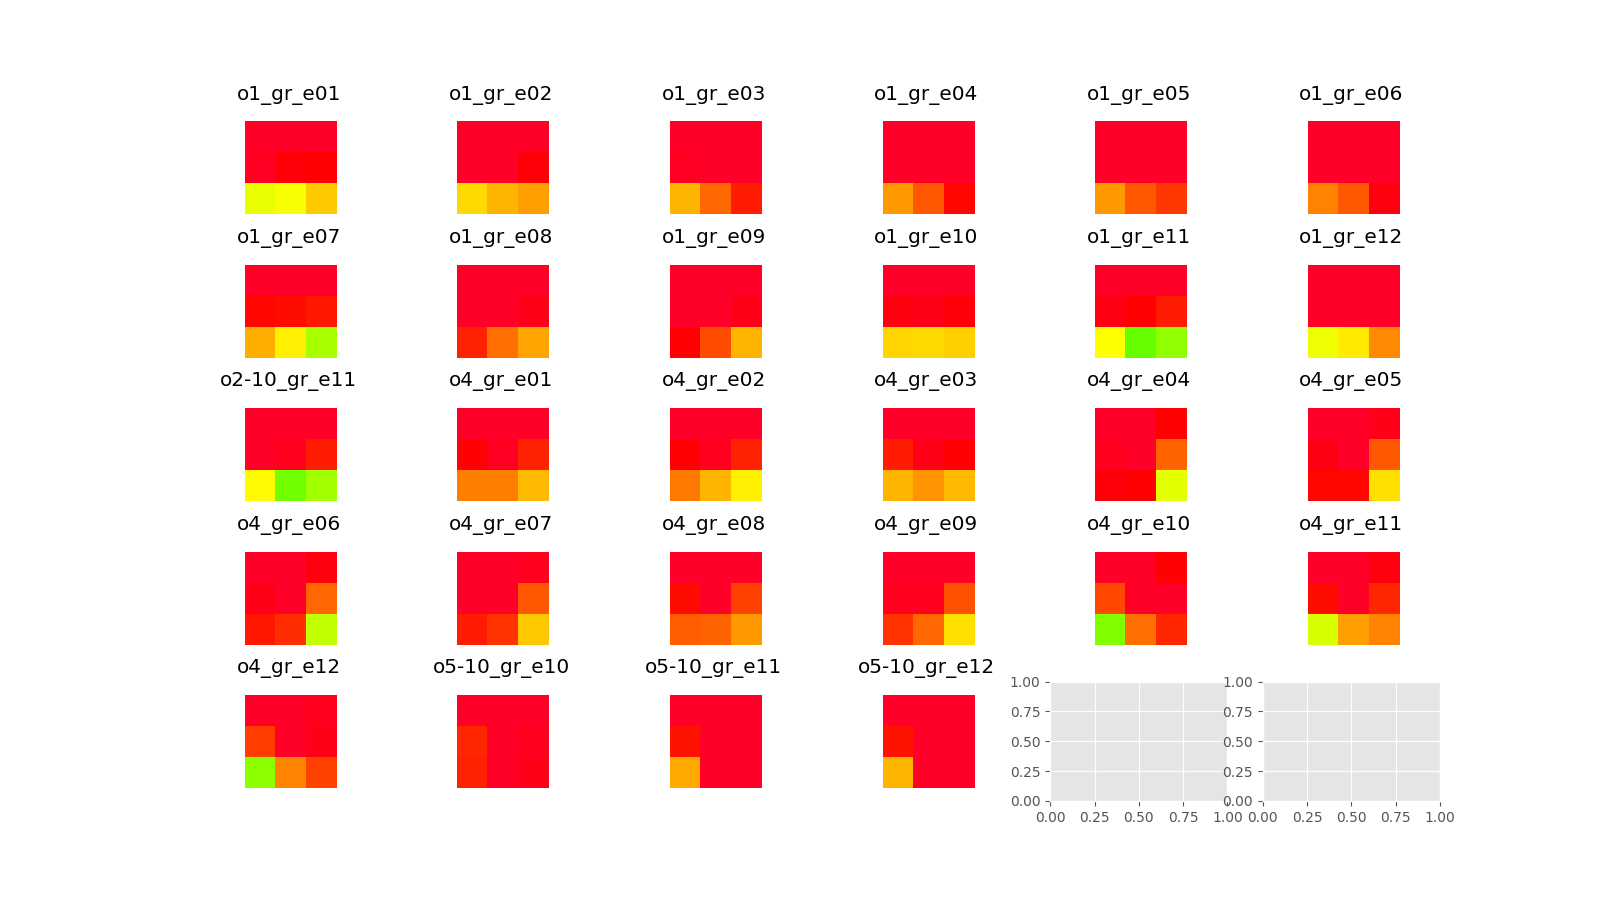 o1_gr_e01 o1_gr_e02 o1_gr_e03 o1_gr_e04 o1_gr_e05 o1_gr_e06
o1_gr_e07 o1_gr_e08 o1_gr_e09 o1_gr_e10 o1_gr_e11 o1_gr_e12
o2-10_gr_e11 o4_gr_e01 o4_gr_e02 o4_gr_e03 o4_gr_e04 o4_gr_e05
o4_gr_e06 o4_gr_e07 o4_gr_e08 o4_gr_e09 o4_gr_e10 o4_gr_e11
o4_gr_e12 o5-10_gr_e10 o5-10_gr_e11 o5-10_gr_e12
1.00 1.00
0.75 0.75
0.50 0.50
0.25 0.25
0.00 0.00
0.00 0.25 0.50 0.75 1.00 0.00 0.25 0.50 0.75 1.00